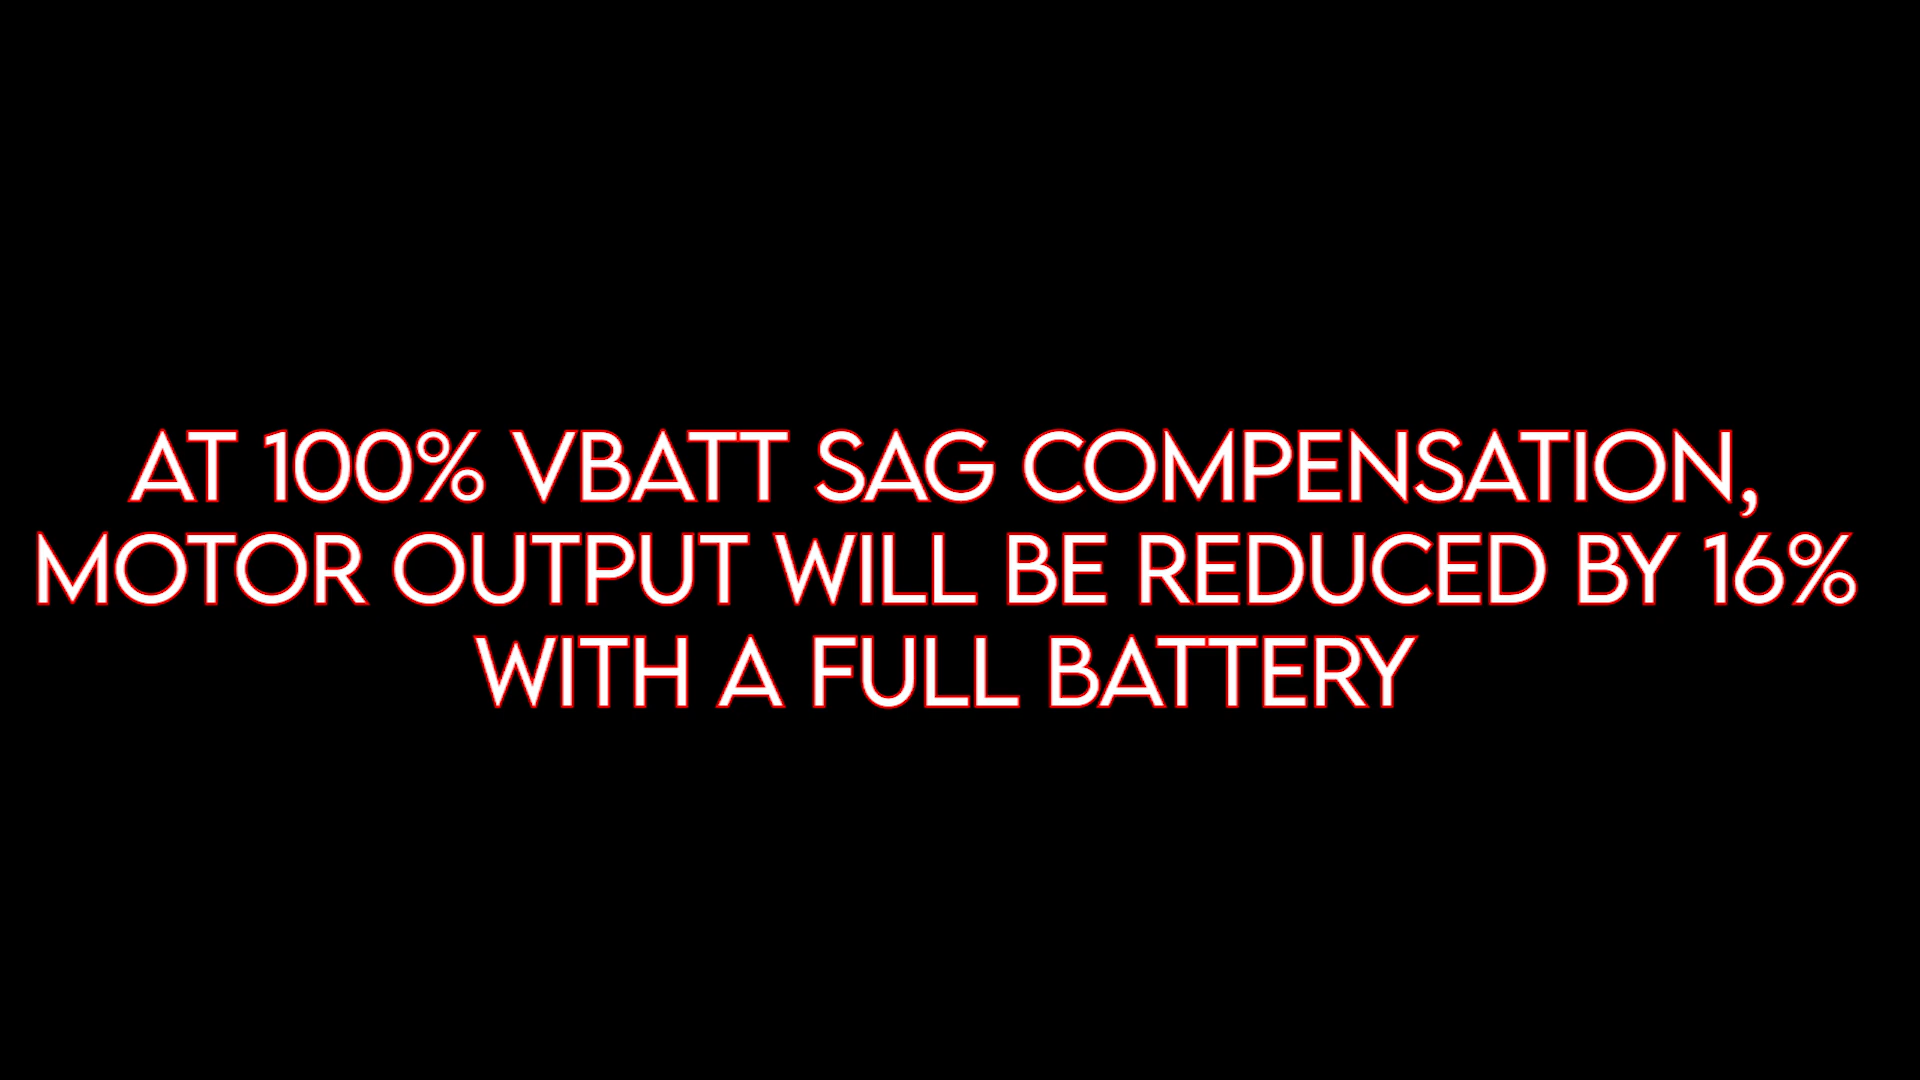 AT 100% VBATT SAG COMPENSATION,
MOTOR OUTPUT WILL BE REDUCED BY 16%
WITH A FULL BATTERY